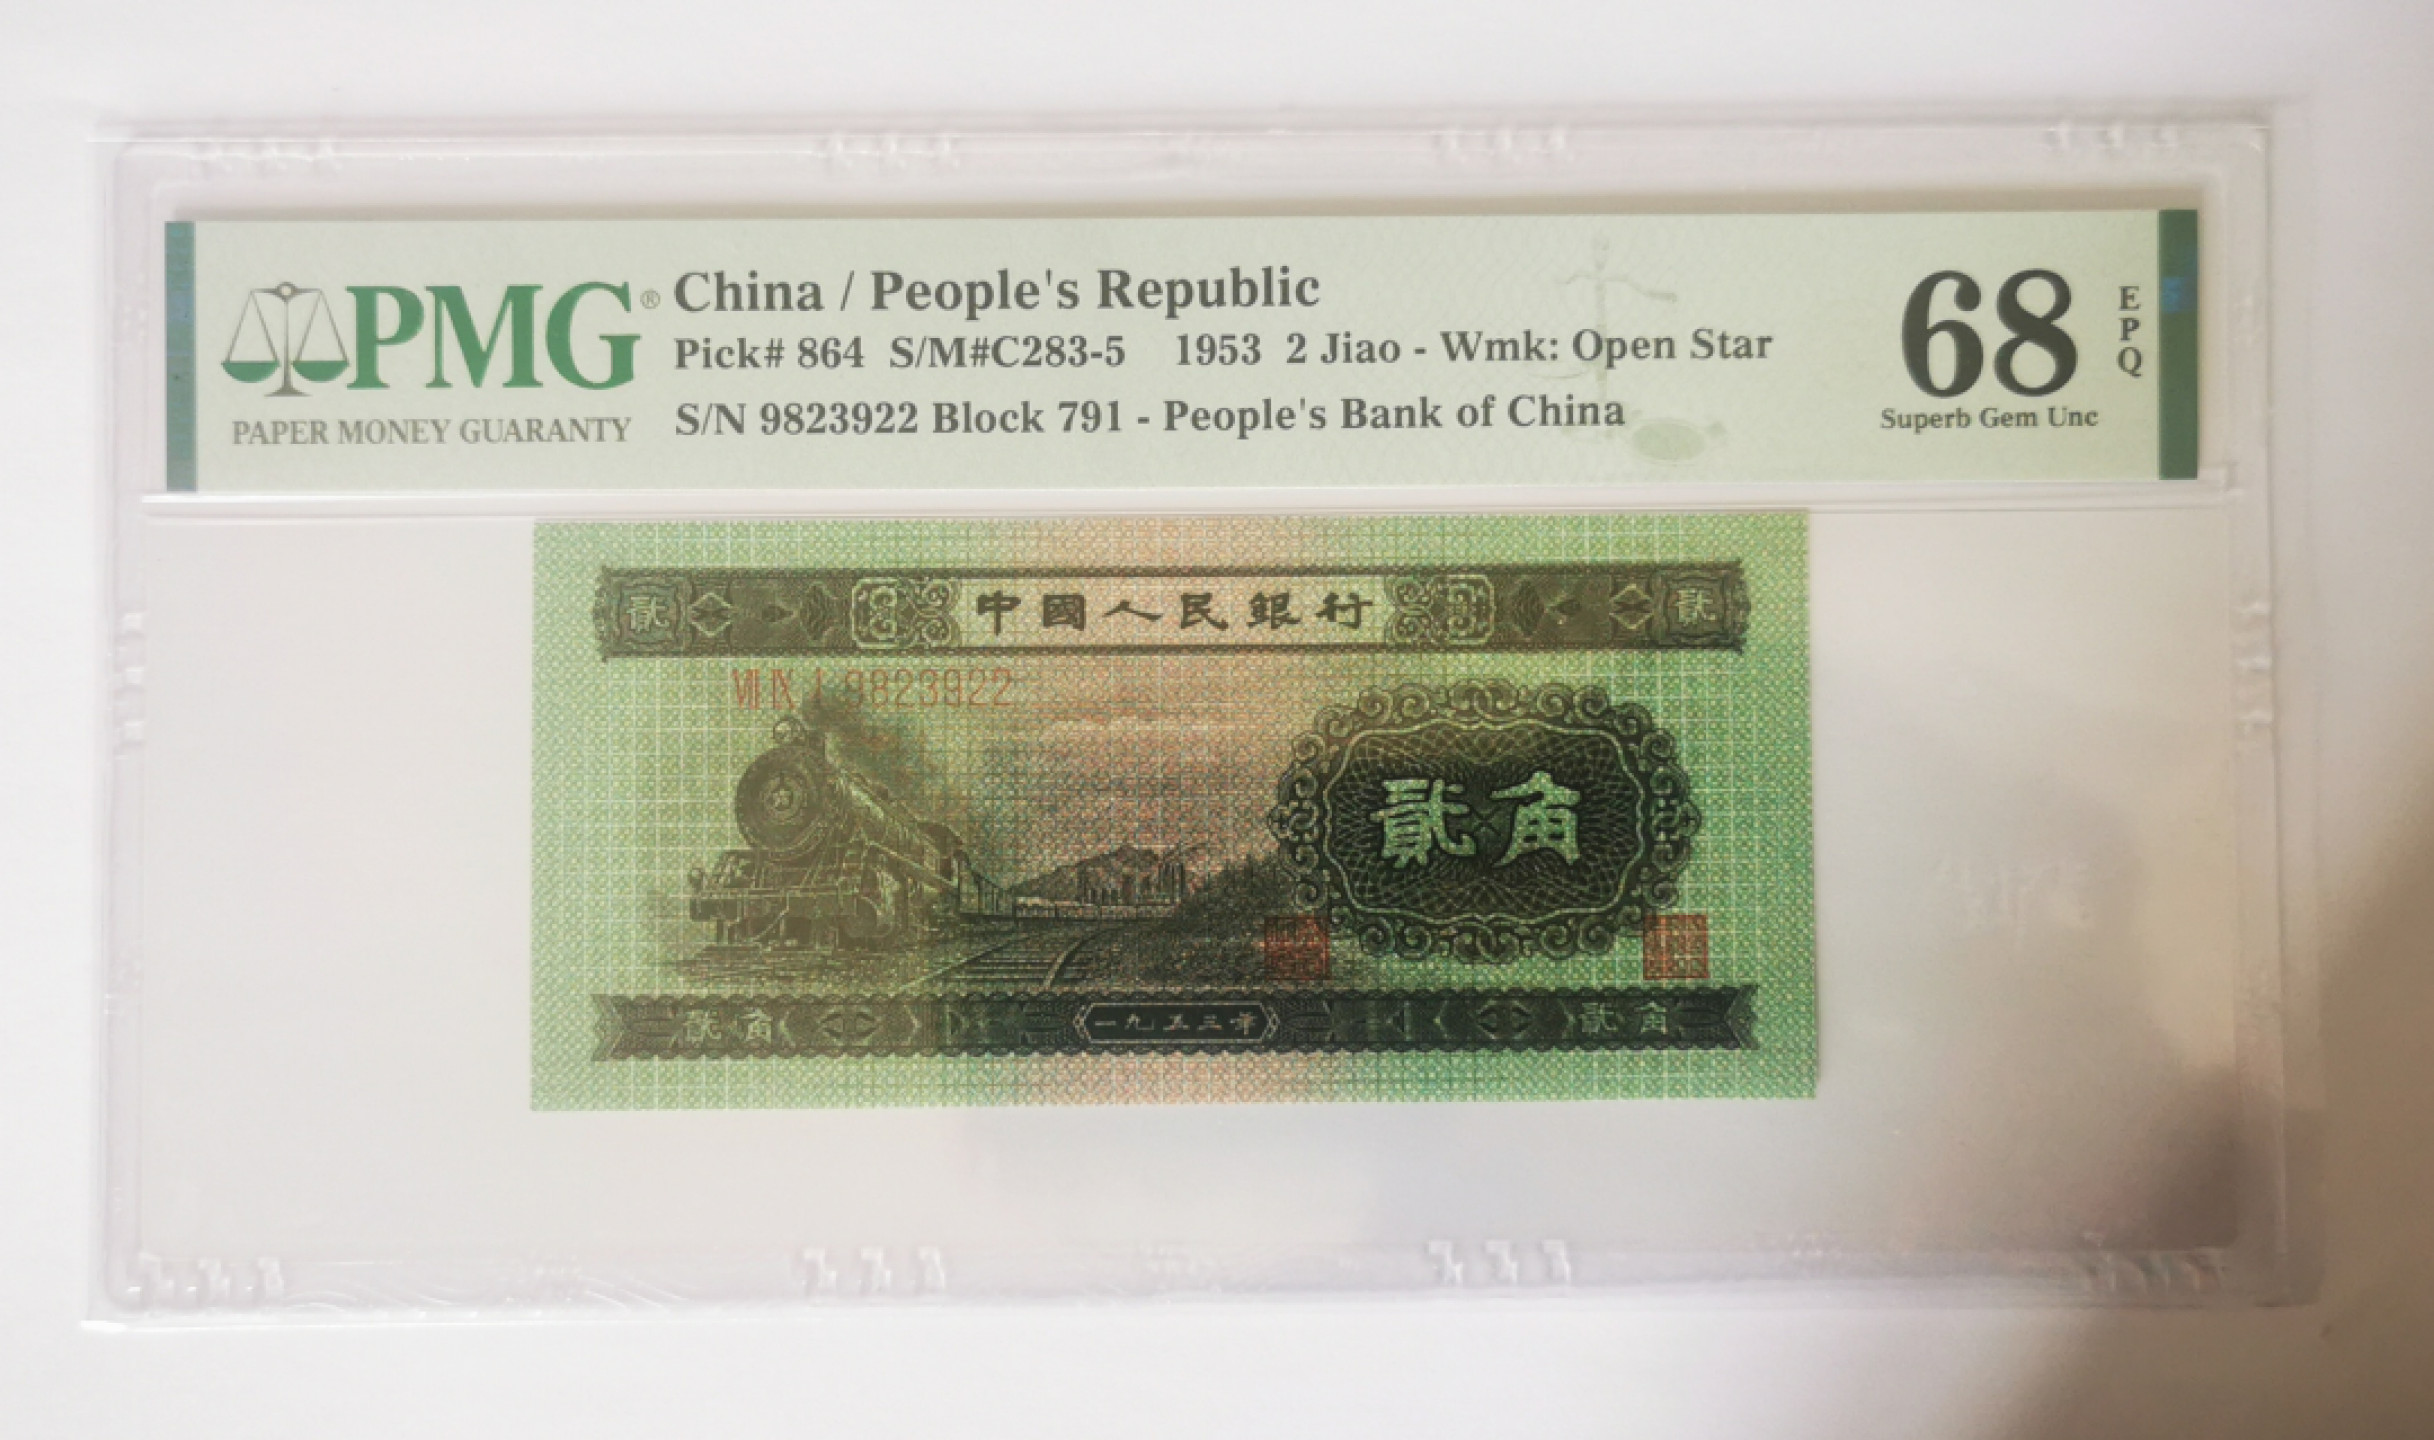 PMG®
PAPER MONEY GUARANTY
China / People's Republic
Pick# 864 S/M#C283-5 1953 2 Jiao - Wmk: Open Star
S/N 9823922 Block 791 - People's Bank of China
68
EPQ
Superb Gem Unc
貳 中國人民銀行 貳
VII IX I 9823922
貳角
貳角 一九五三年 貳角